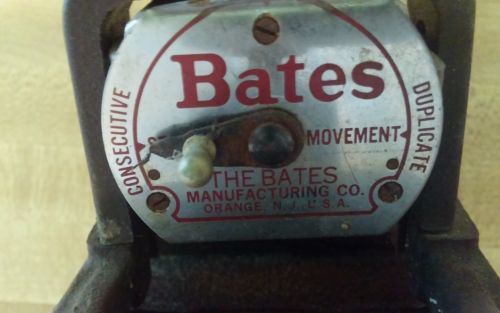 Bates
CONSECUTIVE
MOVEMENT
DUPLICATE
THE BATES
MANUFACTURING CO.
ORANGE, N. J., U.S.A.